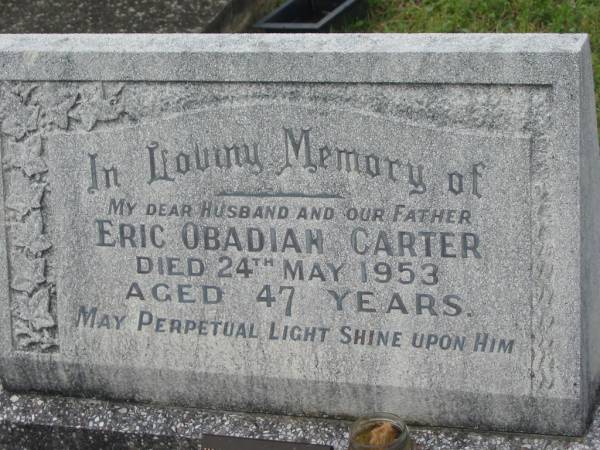 In Loving Memory of
My dear Husband and our Father
Eric Obadiah Carter
Died 24th May 1953
Aged 47 Years.
May Perpetual Light Shine upon Him